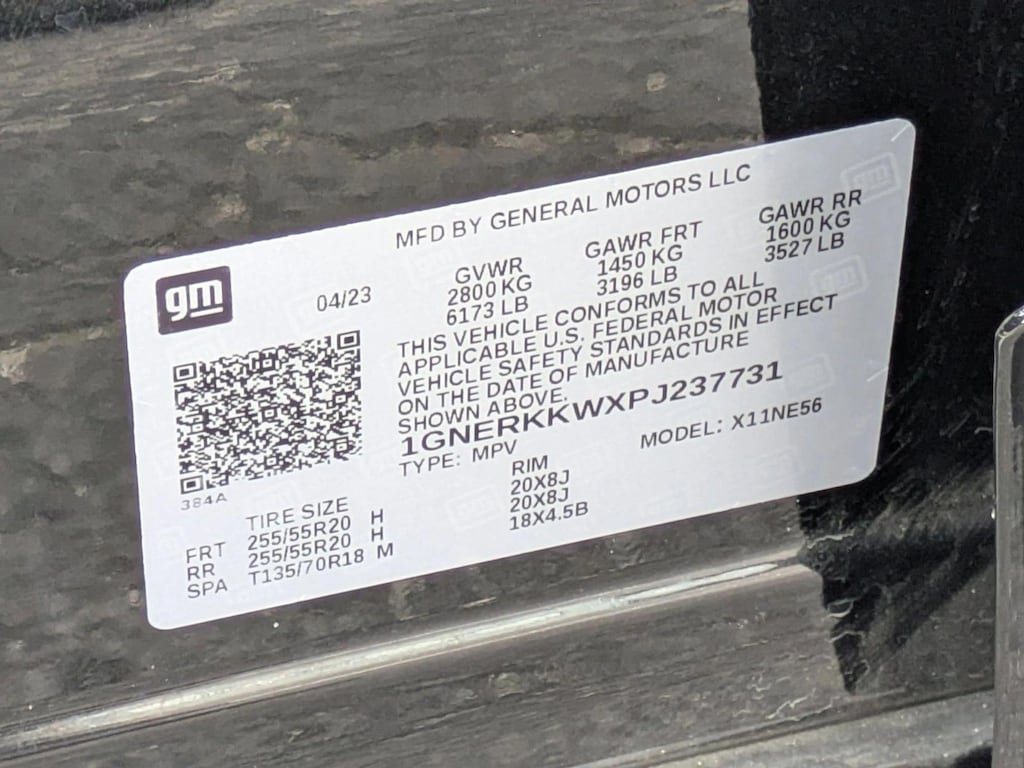 MFD BY GENERAL MOTORS LLC
gm
04/23
GVWR GAWR FRT GAWR RR
2800 KG 1450 KG 1600 KG
6173 LB 3196 LB 3527 LB
THIS VEHICLE CONFORMS TO ALL
APPLICABLE U.S. FEDERAL MOTOR
VEHICLE SAFETY STANDARDS IN EFFECT
ON THE DATE OF MANUFACTURE
SHOWN ABOVE.
1GNERKKWXPJ237731
TYPE: MPV MODEL: X11NE56
384A
TIRE SIZE RIM
FRT 255/55R20 H 20X8J
RR 255/55R20 H 20X8J
SPA T135/70R18 M 18X4.5B